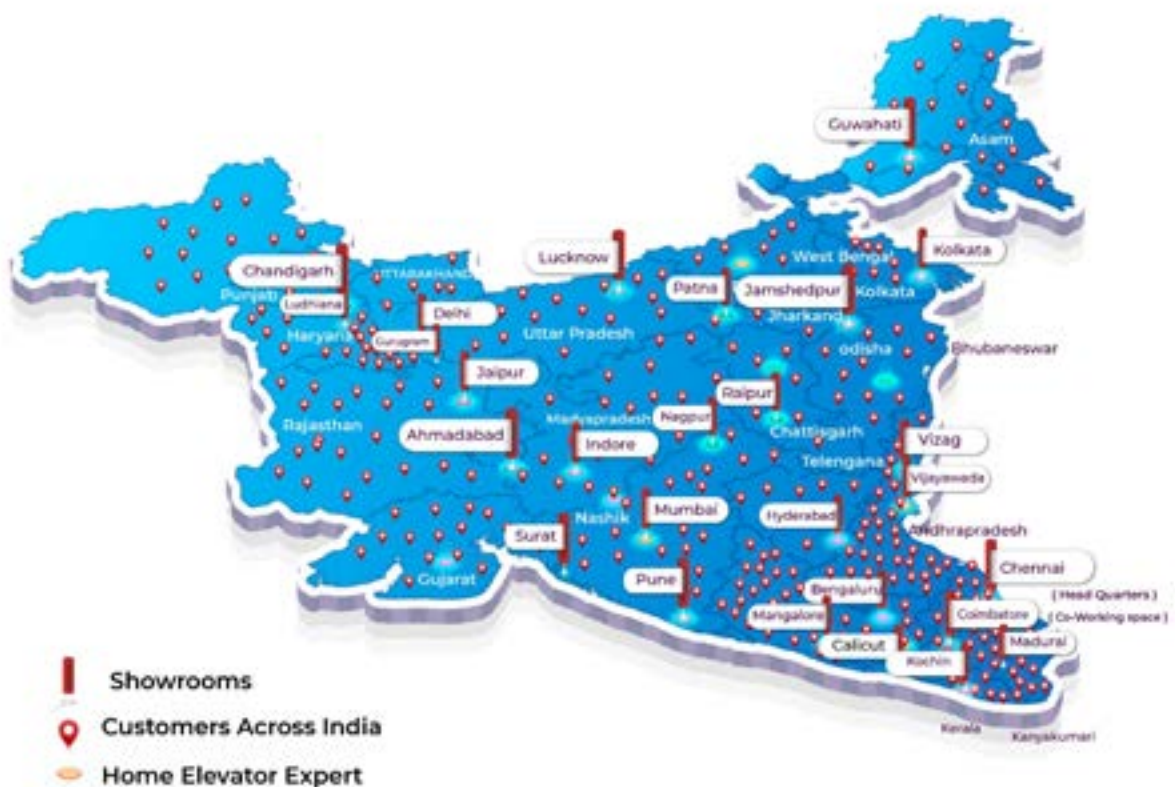 Guwahati
Asam
Chandigarh
UTTARAKHAND
Punjab
Ludhiana
Haryana
Delhi
Gurugram
Lucknow
Uttar Pradesh
West Bengal
Kolkata
Kolkata
Patna
Jamshedpur
Jharkand
odisha
Bhubaneswar
Jaipur
Rajasthan
Ahmadabad
Madyapradesh
Indore
Raipur
Nagpur
Chattisgarh
Vizag
Telengana
Vijayaweda
Nashik
Mumbai
Hyderabad
Andhrapradesh
Surat
Gujarat
Pune
Bengaluru
Mangalore
Chennai
( Head Quarters )
Coimbatore
( Co-Working space )
Calicut
Madurai
Kochin
Kerala
Kanyakumari
Showrooms
Customers Across India
Home Elevator Expert